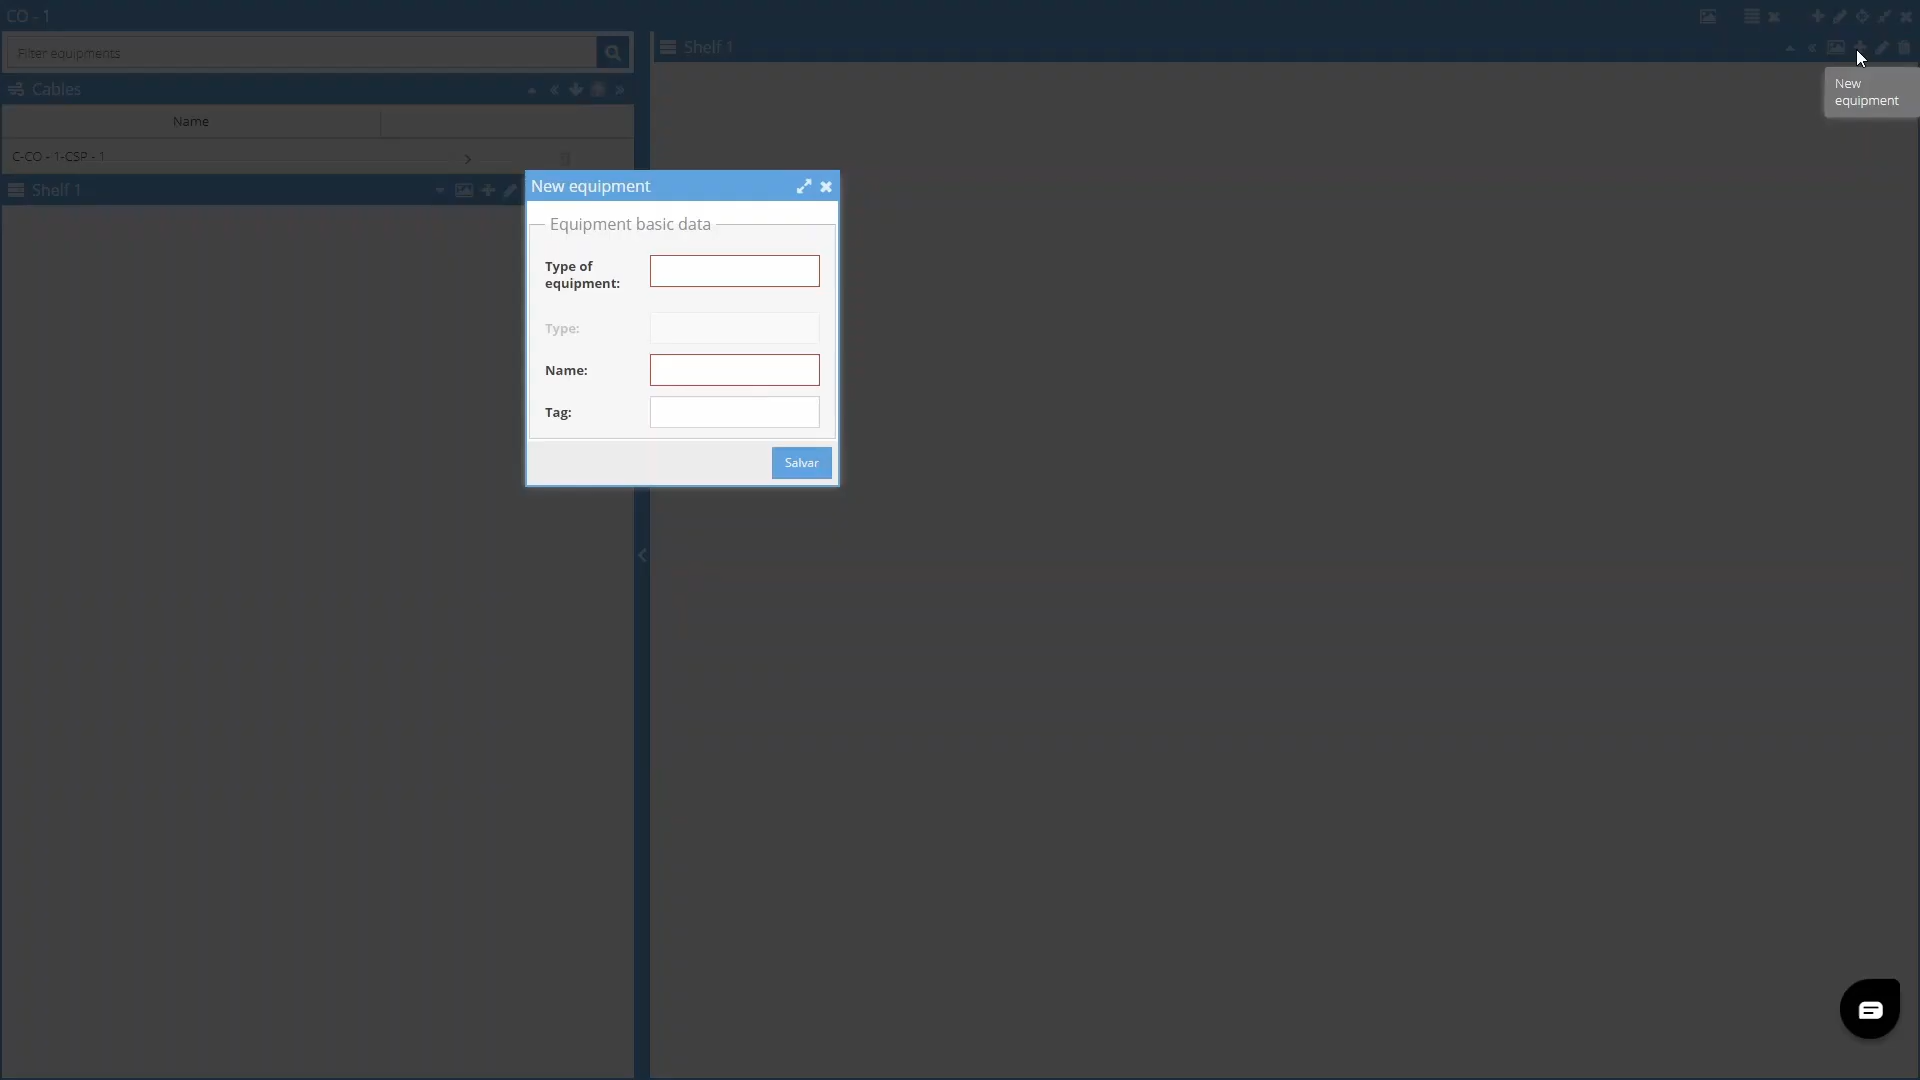 CO - 1
Filter equipments
Cables
Name
C-CO - 1-CSP - 1
Shelf 1
Shelf 1
New
equipment
New equipment
Equipment basic data
Type of
equipment:
Type:
Name:
Tag:
Salvar